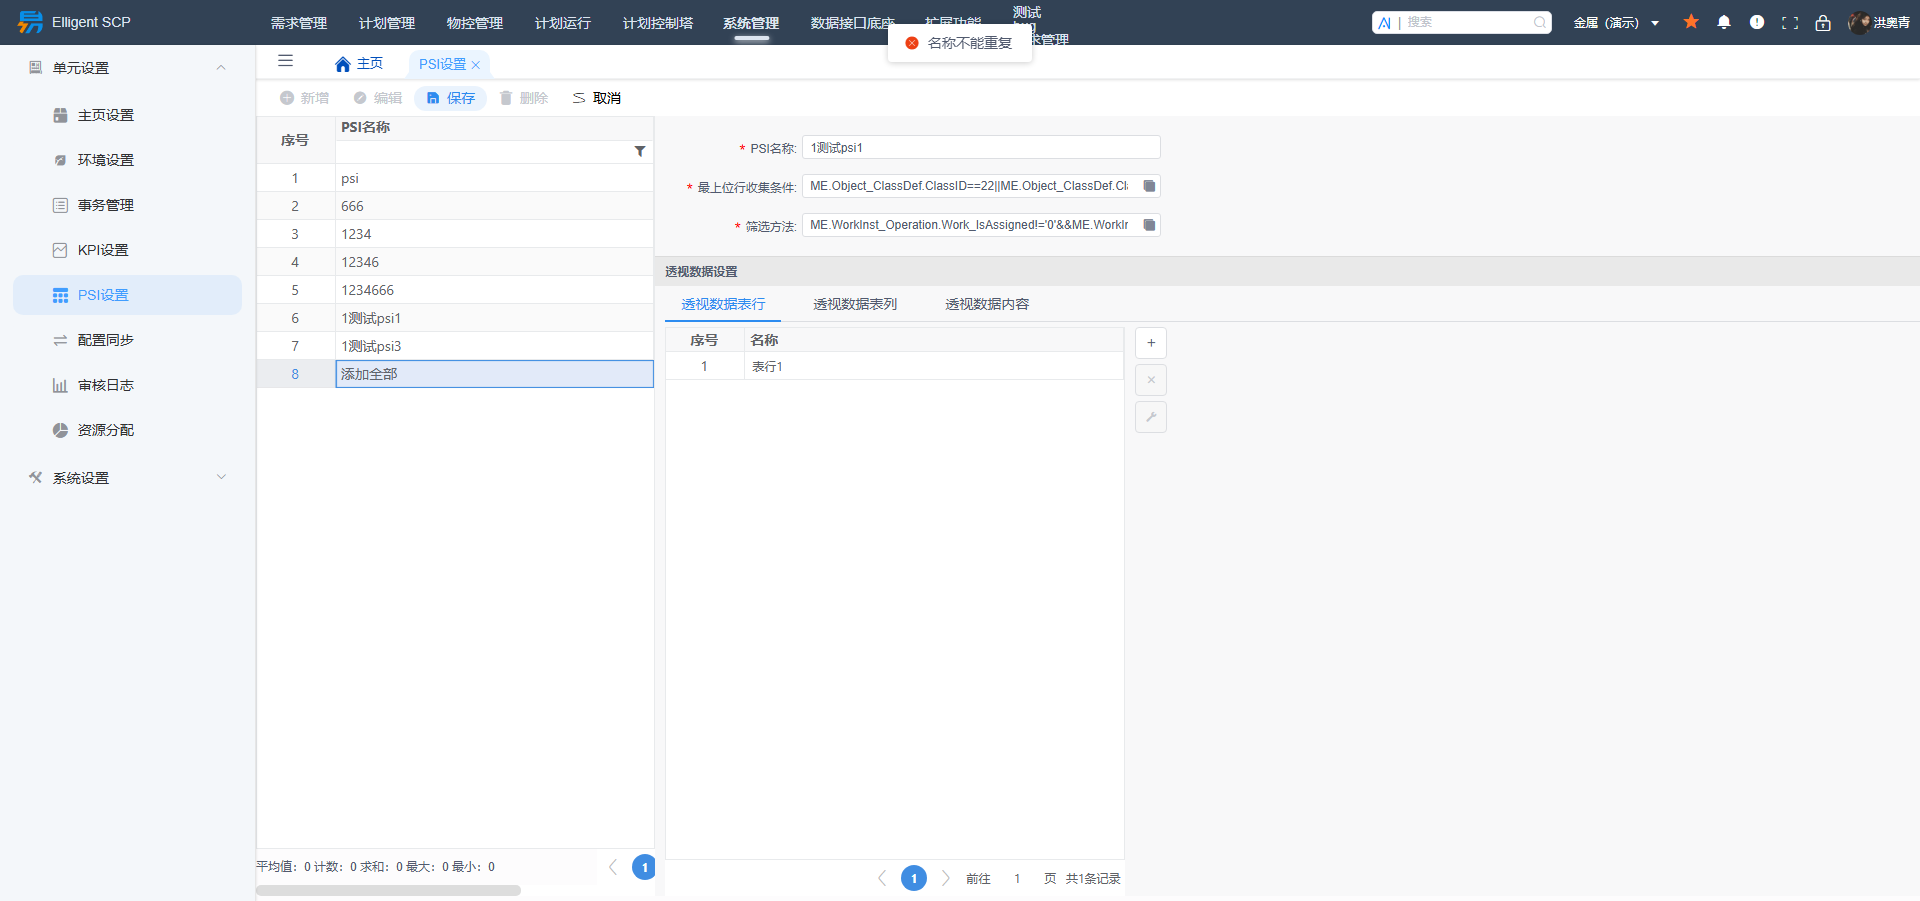 Elligent SCP
需求管理
计划管理
物控管理
计划运行
计划控制塔
系统管理
数据接口底座
扩展功能
测试
bug
求管理
名称不能重复
搜索
金属（演示）
洪奥青
单元设置
主页设置
环境设置
事务管理
KPI设置
PSI设置
配置同步
审核日志
资源分配
系统设置
主页
PSI设置
新增
编辑
保存
删除
取消
序号
PSI名称
1
psi
2
666
3
1234
4
12346
5
1234666
6
1测试psi1
7
1测试psi3
8
添加全部
平均值：0 计数：0 求和：0 最大：0 最小：0
1
* PSI名称:
1测试psi1
* 最上位行收集条件:
ME.Object_ClassDef.ClassID==22||ME.Object_ClassDef.Cl
* 筛选方法:
ME.WorkInst_Operation.Work_IsAssigned!='0'&&ME.WorkIr
透视数据设置
透视数据表行
透视数据表列
透视数据内容
序号
名称
1
表行1
1
前往
1
页
共1条记录